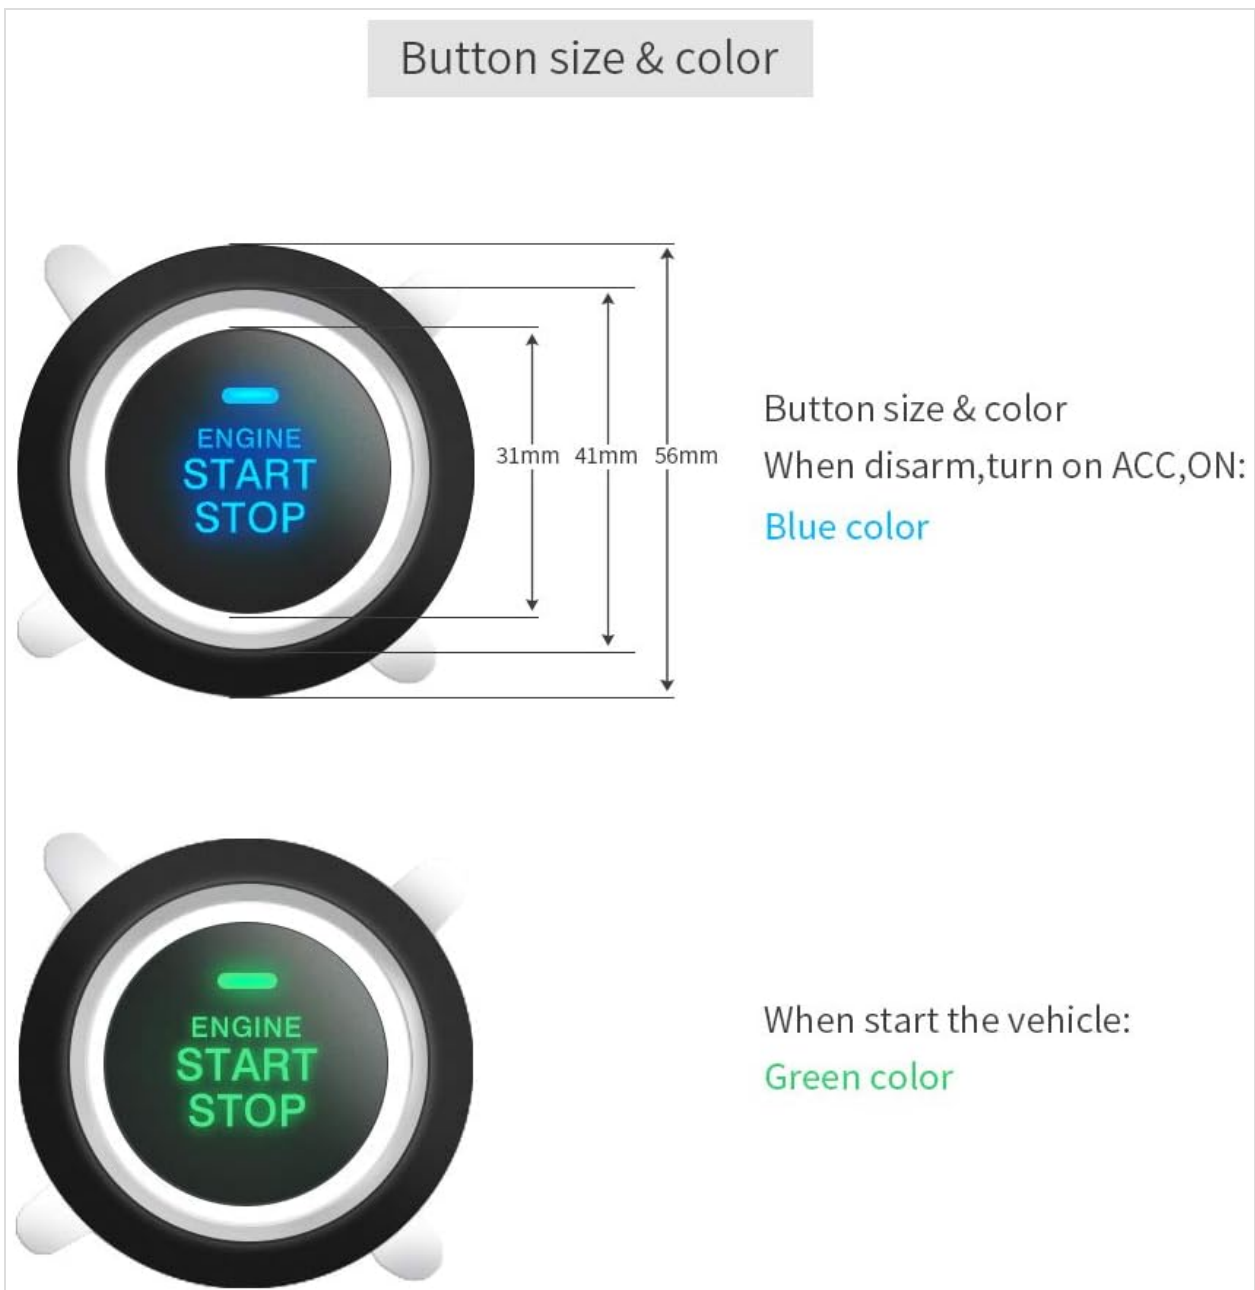 Button size & color
ENGINE
START
STOP
31mm 41mm 56mm
Button size & color
When disarm,turn on ACC,ON:
Blue color
ENGINE
START
STOP
When start the vehicle:
Green color